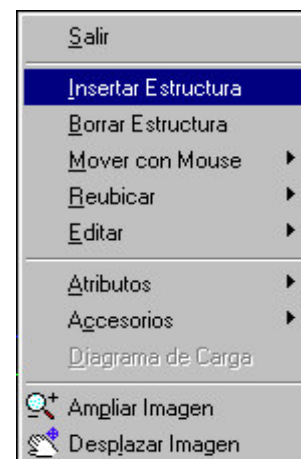 Salir
Insertar Estructura
Borrar Estructura
Mover con Mouse
Reubicar
Editar
Atributos
Accesorios
Diagrama de Carga
Ampliar Imagen
Desplazar Imagen